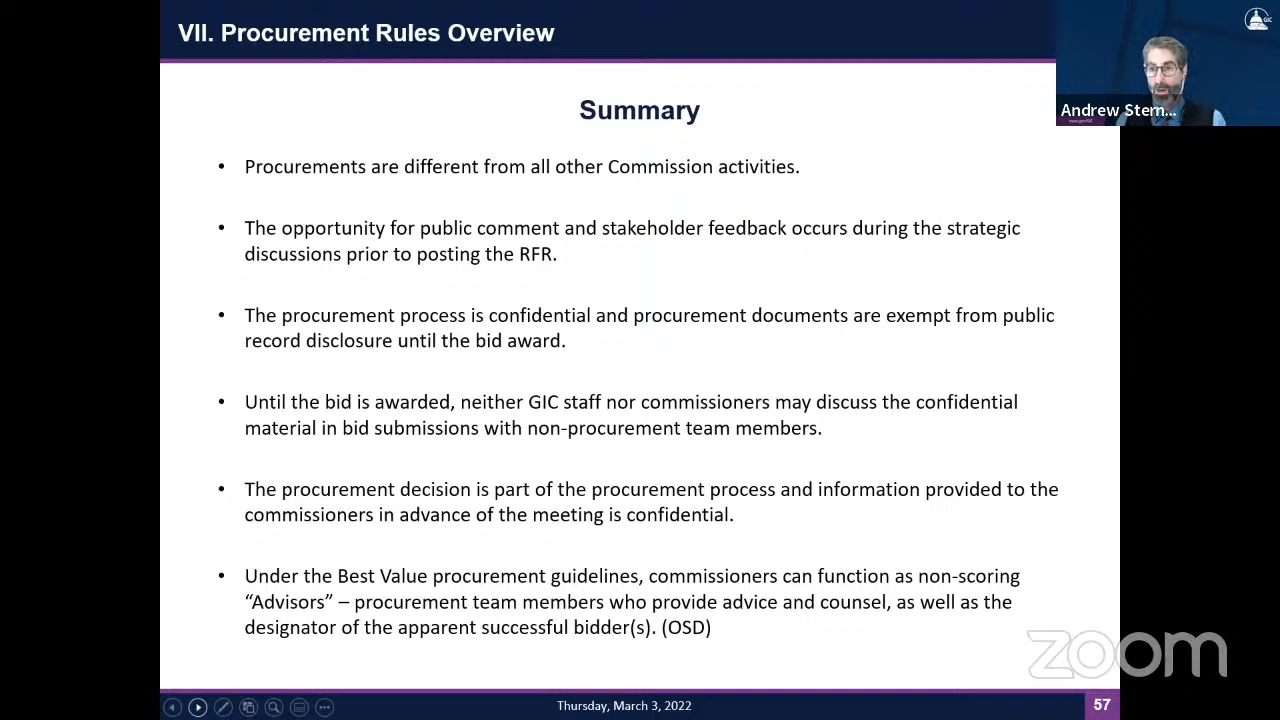 VII. Procurement Rules Overview
GIC
Andrew Stern...
Summary
• Procurements are different from all other Commission activities.
• The opportunity for public comment and stakeholder feedback occurs during the strategic
discussions prior to posting the RFR.
• The procurement process is confidential and procurement documents are exempt from public
record disclosure until the bid award.
• Until the bid is awarded, neither GIC staff nor commissioners may discuss the confidential
material in bid submissions with non-procurement team members.
• The procurement decision is part of the procurement process and information provided to the
commissioners in advance of the meeting is confidential.
• Under the Best Value procurement guidelines, commissioners can function as non-scoring
“Advisors” – procurement team members who provide advice and counsel, as well as the
designator of the apparent successful bidder(s). (OSD)
zoom
Thursday, March 3, 2022
57